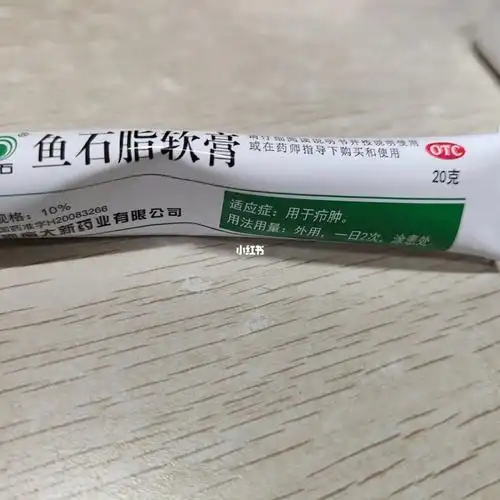 鱼石脂软膏
请仔细阅读说明书并按说明使用
或在药师指导下购买和使用
OTC
20克
石
规格：10%
国药准字H20083266
大新药业有限公司
适应症：用于疖肿。
用法用量：外用，一日2次，涂患处
小红书